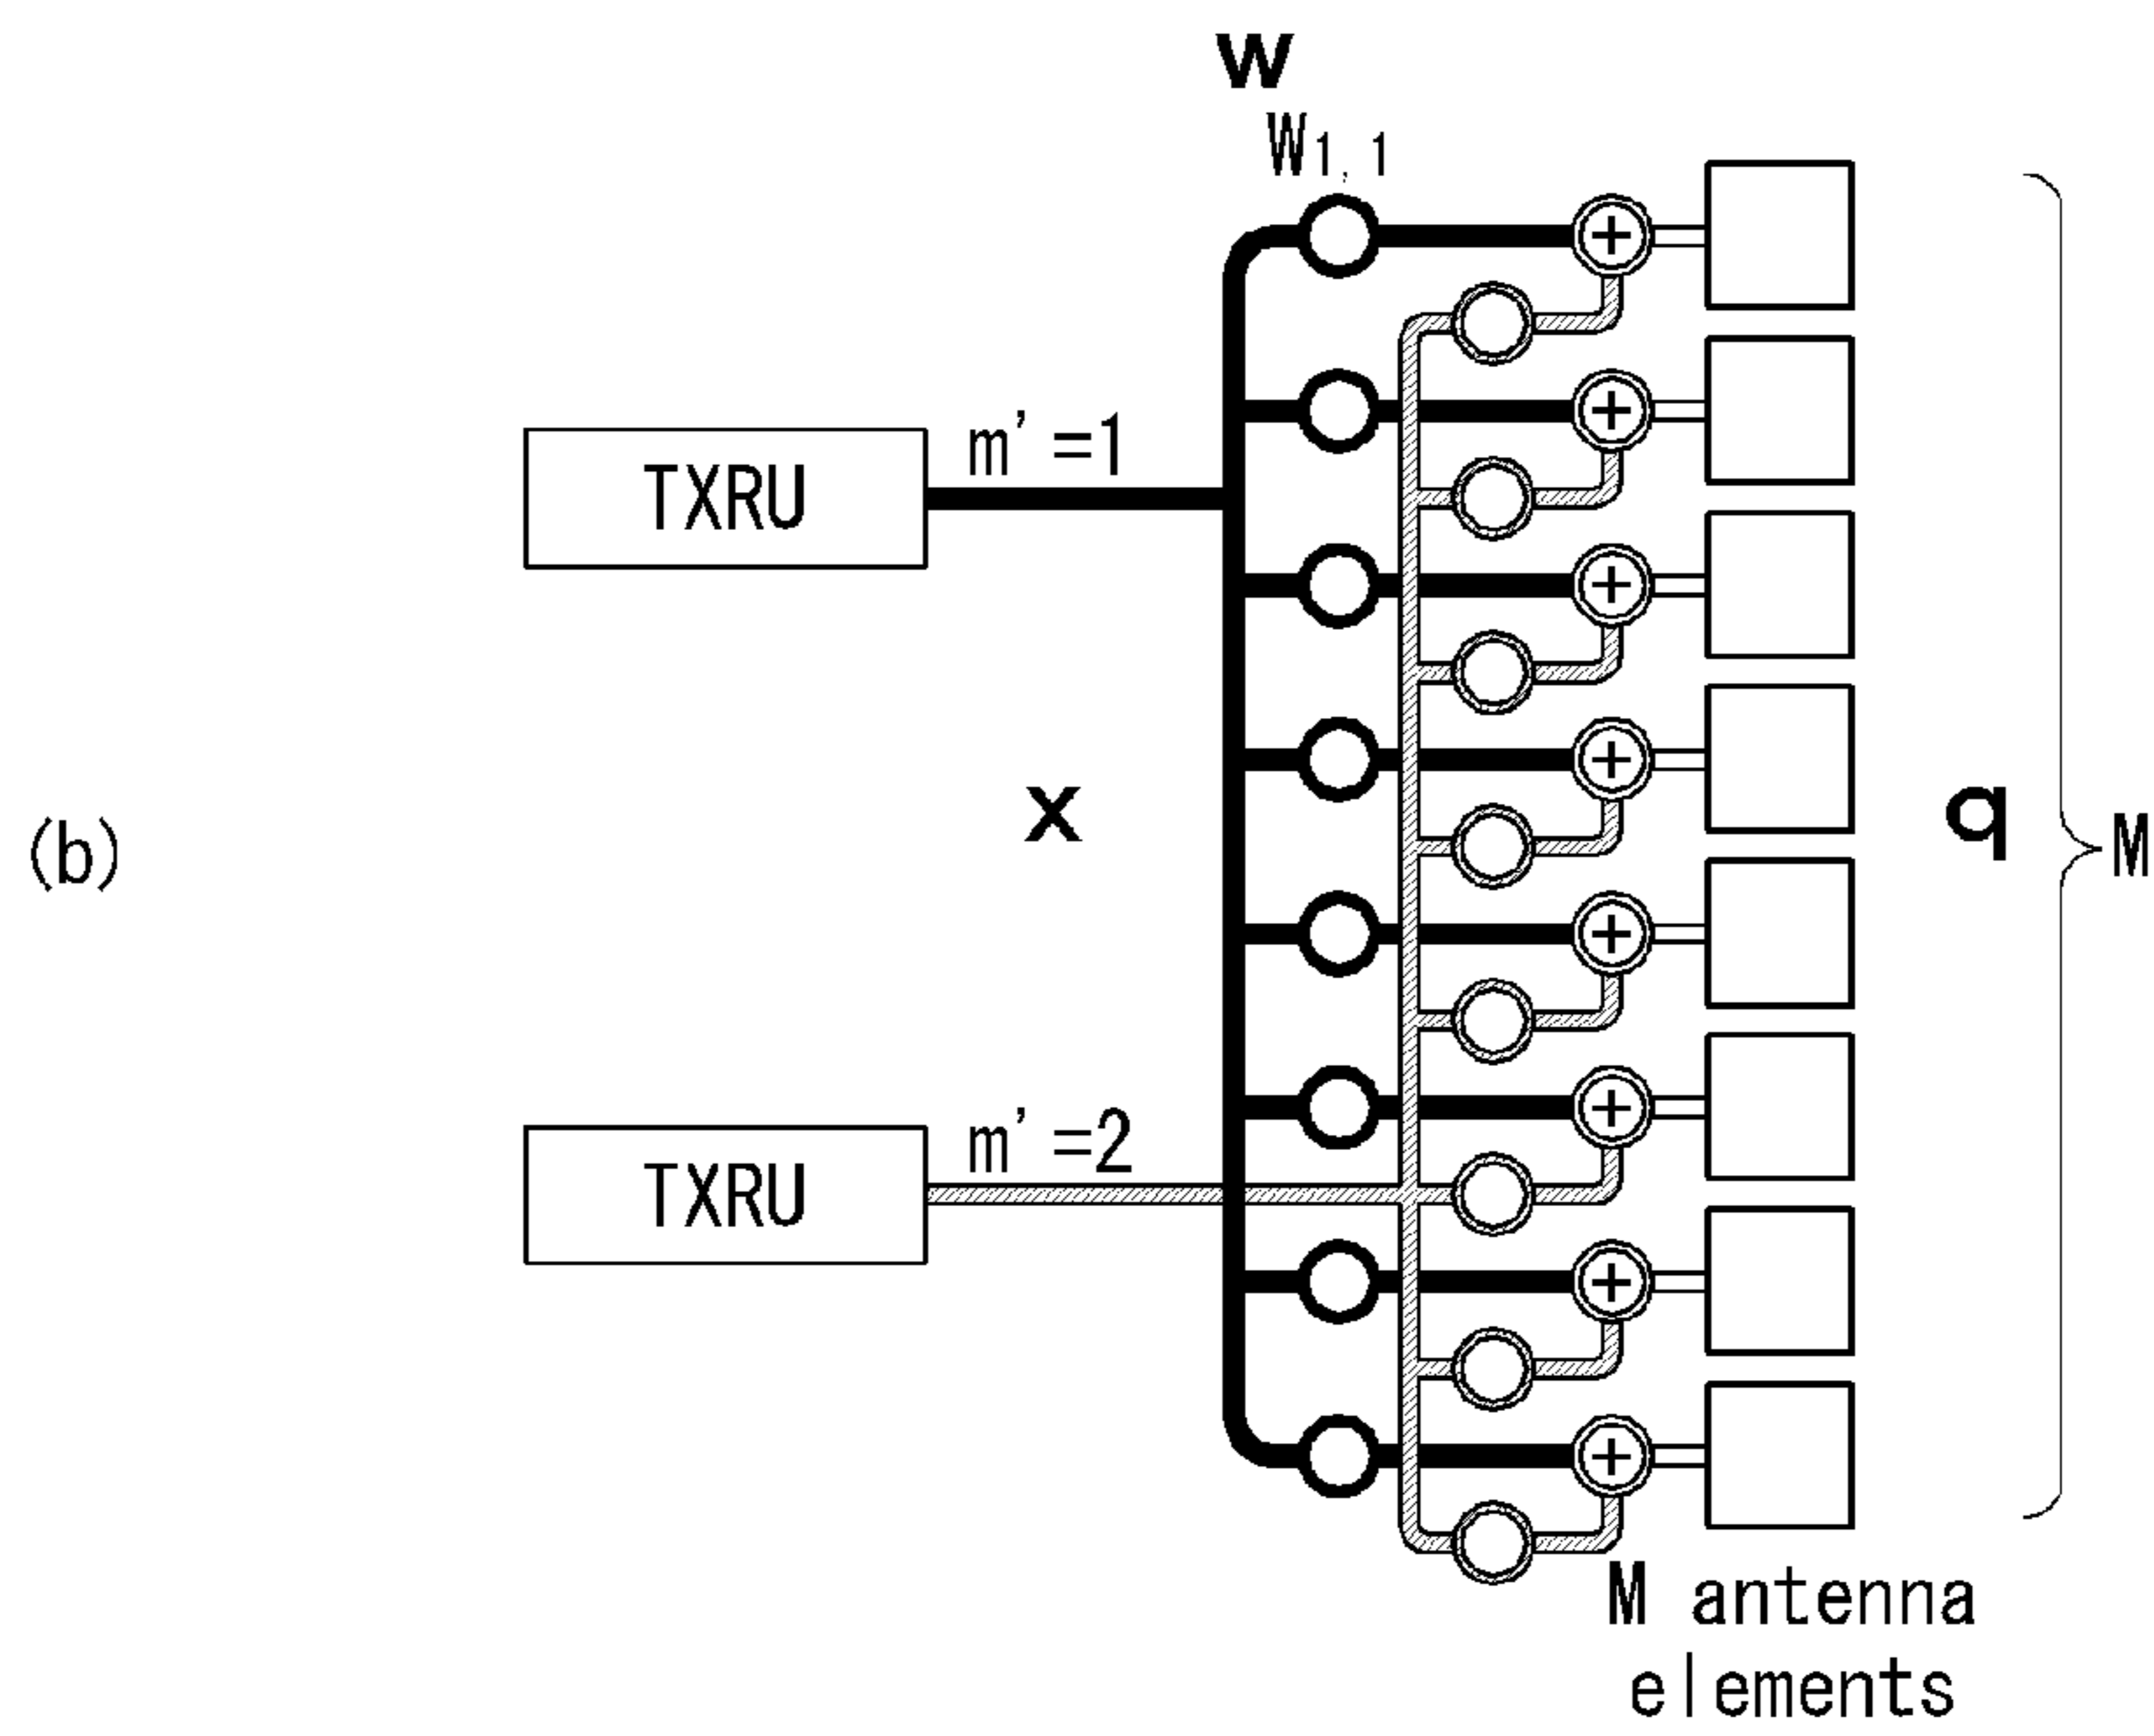 w
W1,1
TXRU
m'=1
x
q
M
(b)
TXRU
m'=2
+
+
+
+
+
+
+
+
M antenna
elements